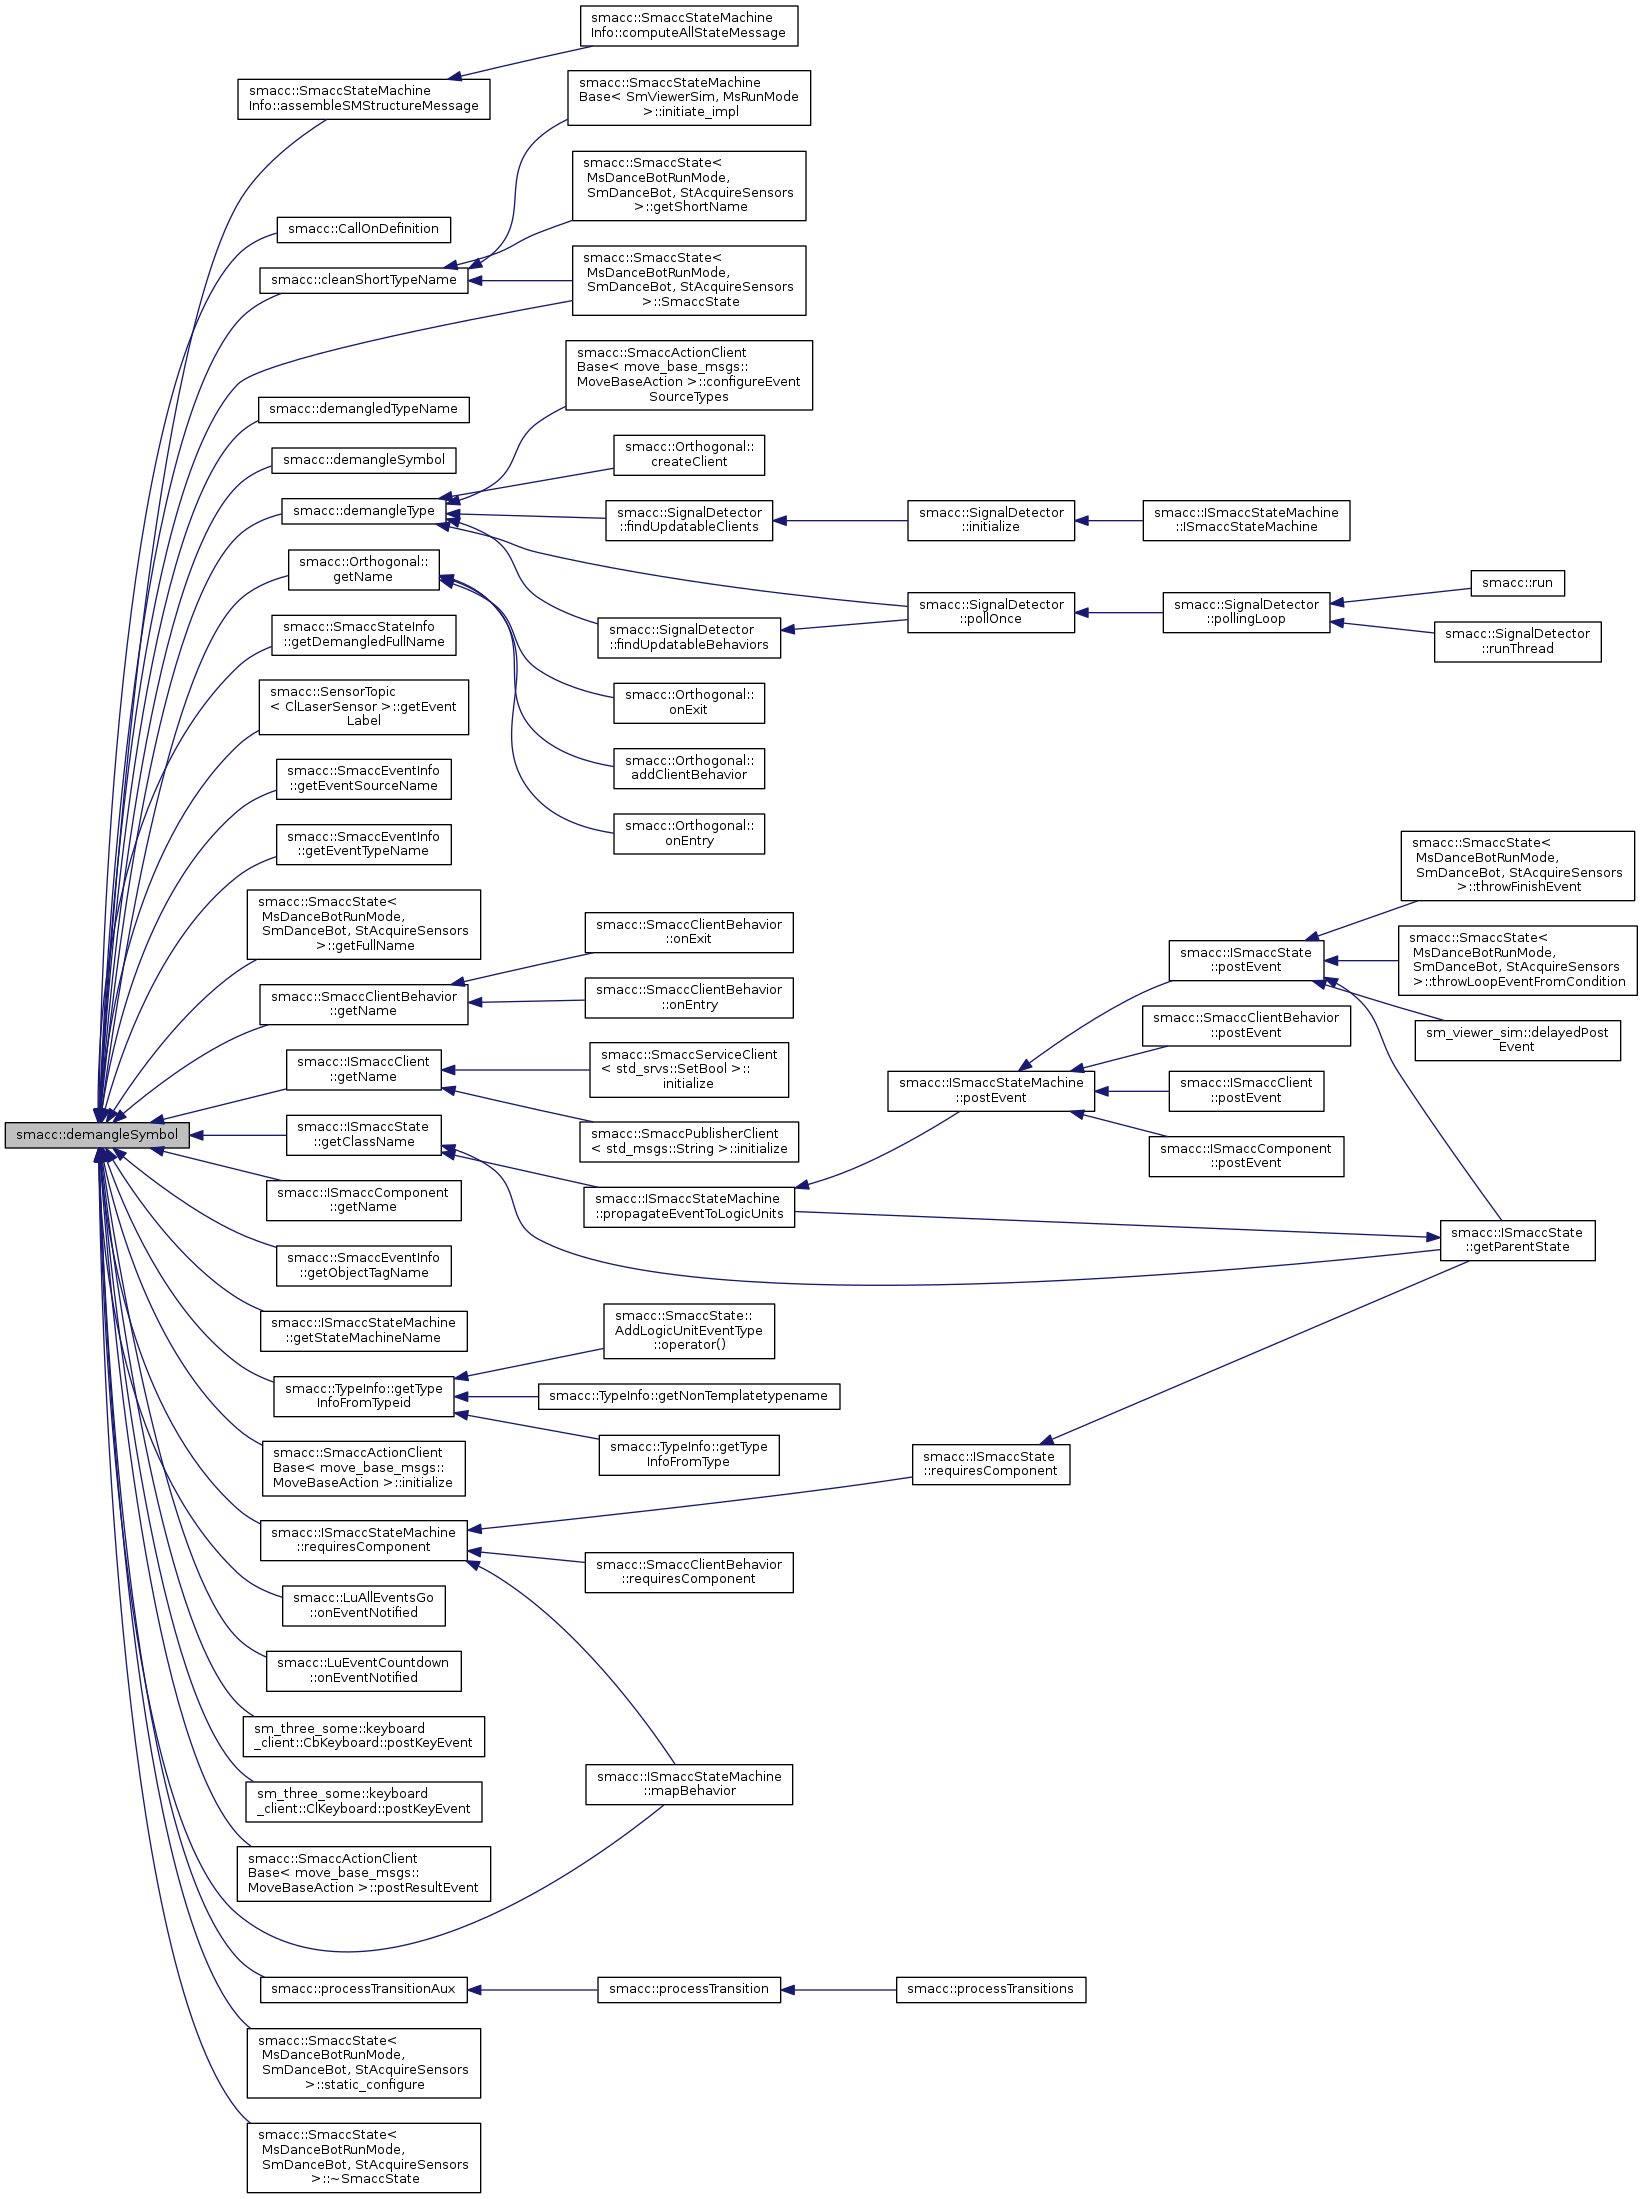 smacc::SmaccStateMachine
Info::computeAllStateMessage
smacc::SmaccStateMachine
Info::assembleSMStructureMessage
smacc::SmaccStateMachine
Base< SmViewerSim, MsRunMode
>::initiate_impl
smacc::SmaccState<
MsDanceBotRunMode,
SmDanceBot, StAcquireSensors
>::getShortName
smacc::CallOnDefinition
smacc::cleanShortTypeName
smacc::SmaccState<
MsDanceBotRunMode,
SmDanceBot, StAcquireSensors
>::SmaccState
smacc::SmaccActionClient
Base< move_base_msgs::
MoveBaseAction >::configureEvent
SourceTypes
smacc::demangledTypeName
smacc::Orthogonal::
createClient
smacc::demangleSymbol
smacc::demangleType
smacc::SignalDetector
::findUpdatableClients
smacc::SignalDetector
::initialize
smacc::ISmaccStateMachine
::ISmaccStateMachine
smacc::Orthogonal::
getName
smacc::run
smacc::SignalDetector
::pollOnce
smacc::SignalDetector
::pollingLoop
smacc::SmaccStateInfo
::getDemangledFullName
smacc::SignalDetector
::findUpdatableBehaviors
smacc::SignalDetector
::runThread
smacc::SensorTopic
< ClLaserSensor >::getEvent
Label
smacc::Orthogonal::
onExit
smacc::SmaccEventInfo
::getEventSourceName
smacc::Orthogonal::
addClientBehavior
smacc::SmaccEventInfo
::getEventTypeName
smacc::Orthogonal::
onEntry
smacc::SmaccState<
MsDanceBotRunMode,
SmDanceBot, StAcquireSensors
>::throwFinishEvent
smacc::SmaccState<
MsDanceBotRunMode,
SmDanceBot, StAcquireSensors
>::getFullName
smacc::SmaccClientBehavior
::onExit
smacc::ISmaccState
::postEvent
smacc::SmaccState<
MsDanceBotRunMode,
SmDanceBot, StAcquireSensors
>::throwLoopEventFromCondition
smacc::SmaccClientBehavior
::getName
smacc::SmaccClientBehavior
::onEntry
smacc::SmaccClientBehavior
::postEvent
sm_viewer_sim::delayedPost
Event
smacc::ISmaccClient
::getName
smacc::SmaccServiceClient
< std_srvs::SetBool >::
initialize
smacc::ISmaccStateMachine
::postEvent
smacc::ISmaccClient
::postEvent
smacc::demangleSymbol
smacc::ISmaccState
::getClassName
smacc::SmaccPublisherClient
< std_msgs::String >::initialize
smacc::ISmaccComponent
::postEvent
smacc::ISmaccComponent
::getName
smacc::ISmaccStateMachine
::propagateEventToLogicUnits
smacc::ISmaccState
::getParentState
smacc::SmaccEventInfo
::getObjectTagName
smacc::ISmaccStateMachine
::getStateMachineName
smacc::SmaccState::
AddLogicUnitEventType
::operator()
smacc::TypeInfo::getType
InfoFromTypeid
smacc::TypeInfo::getNonTemplatetypename
smacc::TypeInfo::getType
InfoFromType
smacc::SmaccActionClient
Base< move_base_msgs::
MoveBaseAction >::initialize
smacc::ISmaccState
::requiresComponent
smacc::ISmaccStateMachine
::requiresComponent
smacc::SmaccClientBehavior
::requiresComponent
smacc::LuAllEventsGo
::onEventNotified
smacc::LuEventCountdown
::onEventNotified
sm_three_some::keyboard
_client::CbKeyboard::postKeyEvent
smacc::ISmaccStateMachine
::mapBehavior
sm_three_some::keyboard
_client::ClKeyboard::postKeyEvent
smacc::SmaccActionClient
Base< move_base_msgs::
MoveBaseAction >::postResultEvent
smacc::processTransitionAux
smacc::processTransition
smacc::processTransitions
smacc::SmaccState<
MsDanceBotRunMode,
SmDanceBot, StAcquireSensors
>::static_configure
smacc::SmaccState<
MsDanceBotRunMode,
SmDanceBot, StAcquireSensors
>::~SmaccState